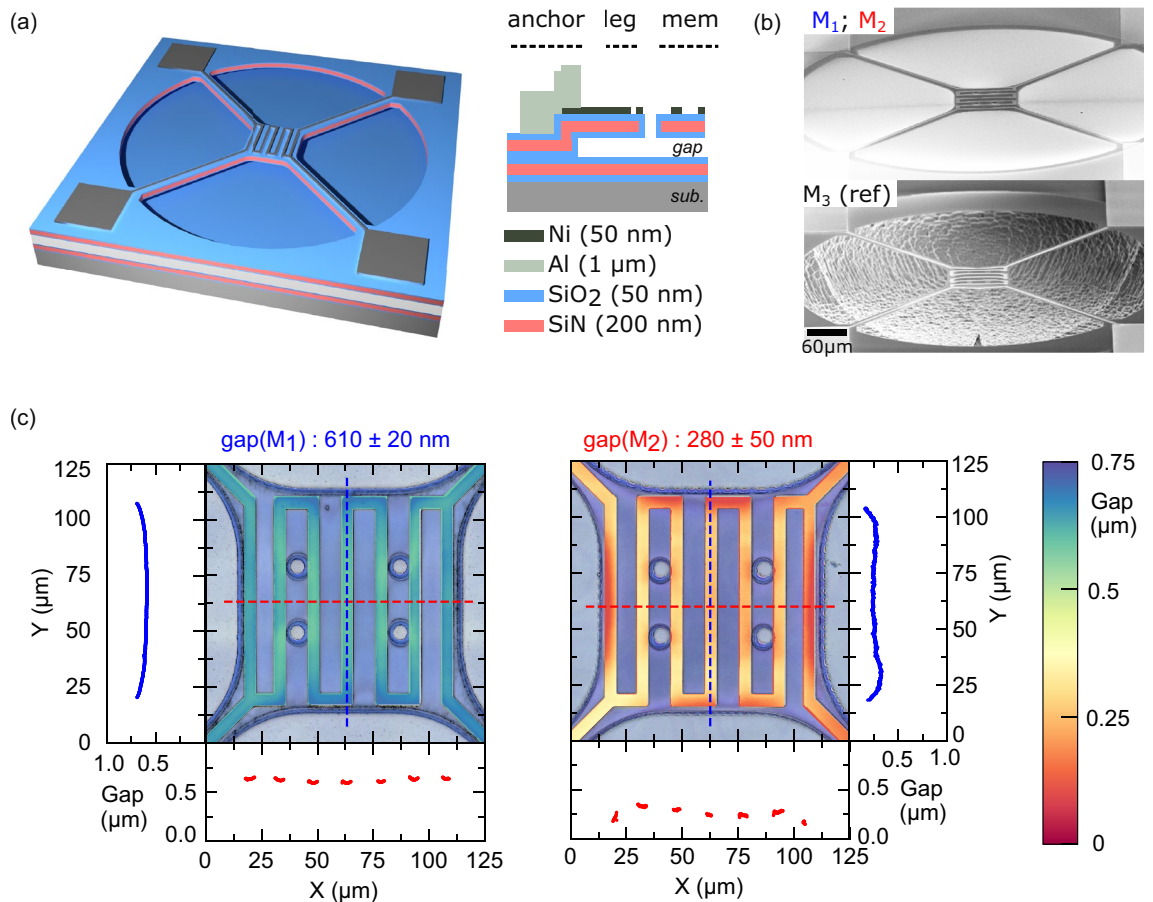 (a)
anchor leg mem
gap
sub.
Ni (50 nm)
Al (1 μm)
SiO2 (50 nm)
SiN (200 nm)
(b)
M1; M2
M3 (ref)
60μm
(c)
gap(M1) : 610 ± 20 nm
gap(M2) : 280 ± 50 nm
125
100
75
50
25
0
Y (μm)
1.0 0.5
Gap
(μm)
0.5
0.0
0 25 50 75 100 125
X (μm)
125
100
75
50
25
0
Y (μm)
0.5 1.0
Gap
(μm)
0.5
0.0
0 25 50 75 100 125
X (μm)
0.75
Gap
(μm)
0.5
0.25
0